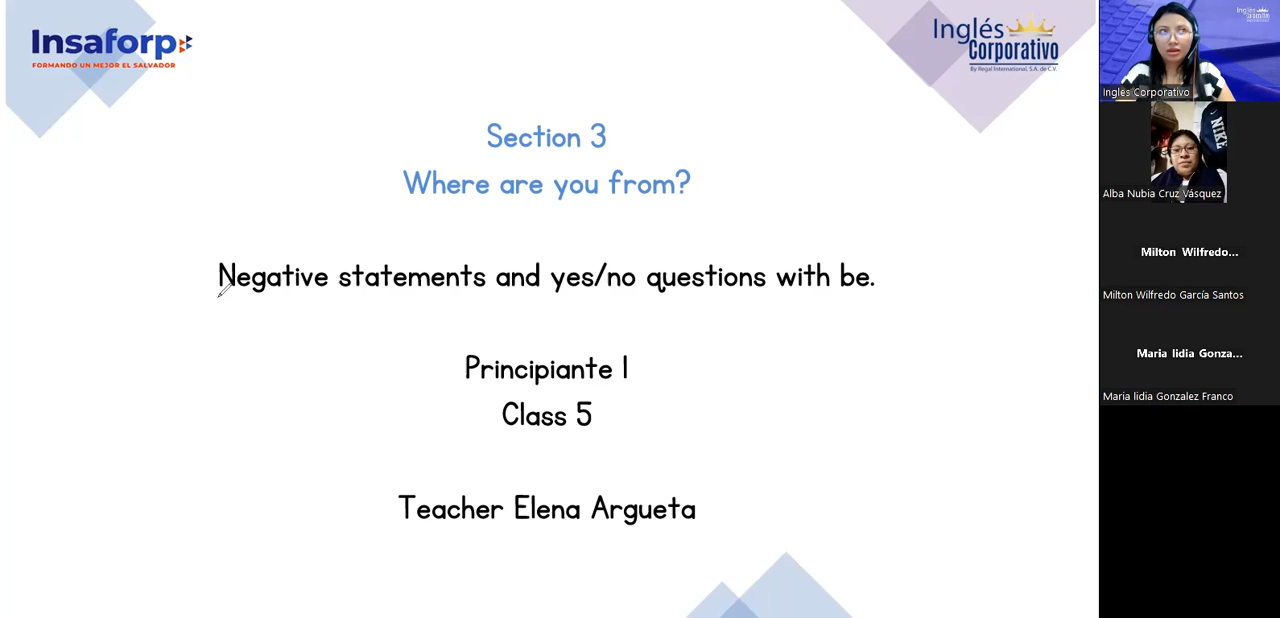 Insaforp
FORMANDO UN MEJOR EL SALVADOR
Inglés
Corporativo
By Regal International, S.A. de C.V.
Section 3
Where are you from?
Negative statements and yes/no questions with be.
Principiante 1
Class 5
Teacher Elena Argueta
Inglés
Inglés Corporativo
NIKE
Alba Nubia Cruz Vásquez
Milton Wilfredo...
Milton Wilfredo García Santos
Maria lidia Gonza...
Maria lidia Gonzalez Franco